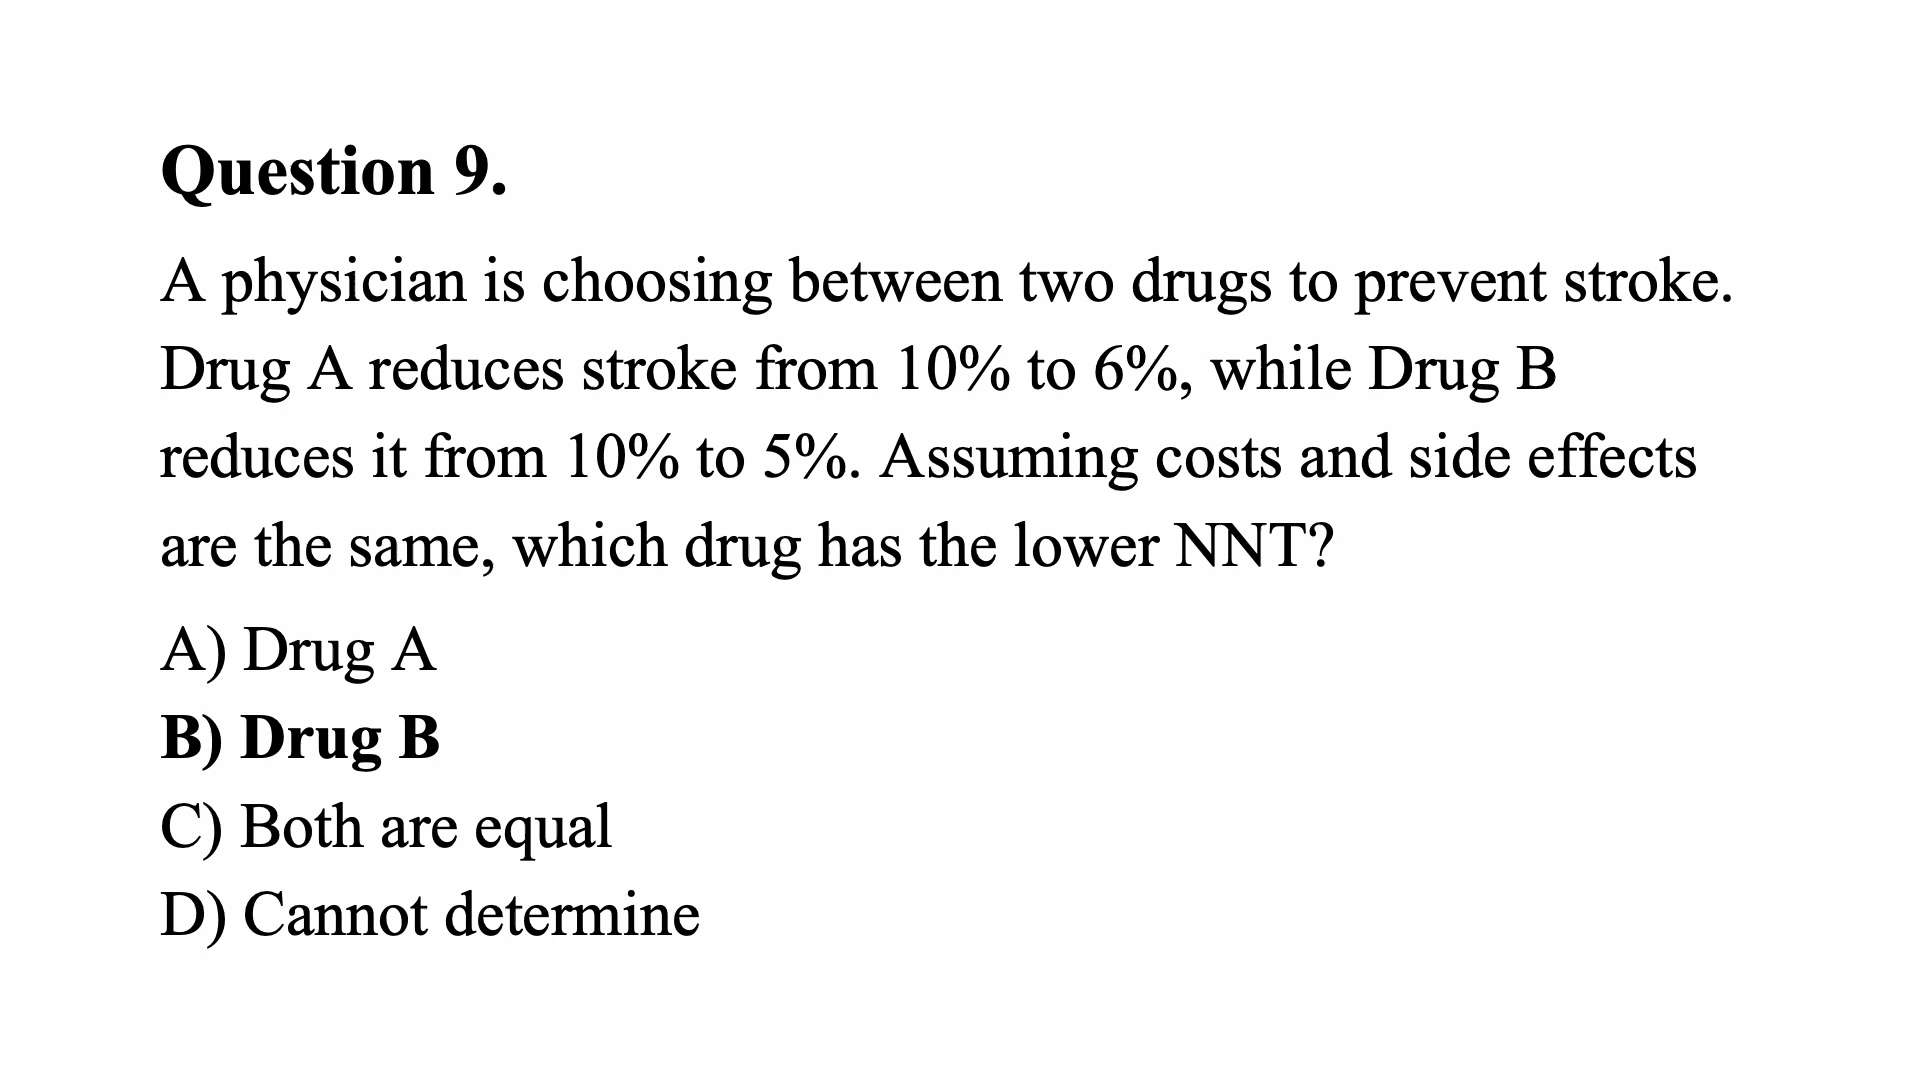 Question 9.
A physician is choosing between two drugs to prevent stroke.
Drug A reduces stroke from 10% to 6%, while Drug B
reduces it from 10% to 5%. Assuming costs and side effects
are the same, which drug has the lower NNT?
A) Drug A
B) Drug B
C) Both are equal
D) Cannot determine